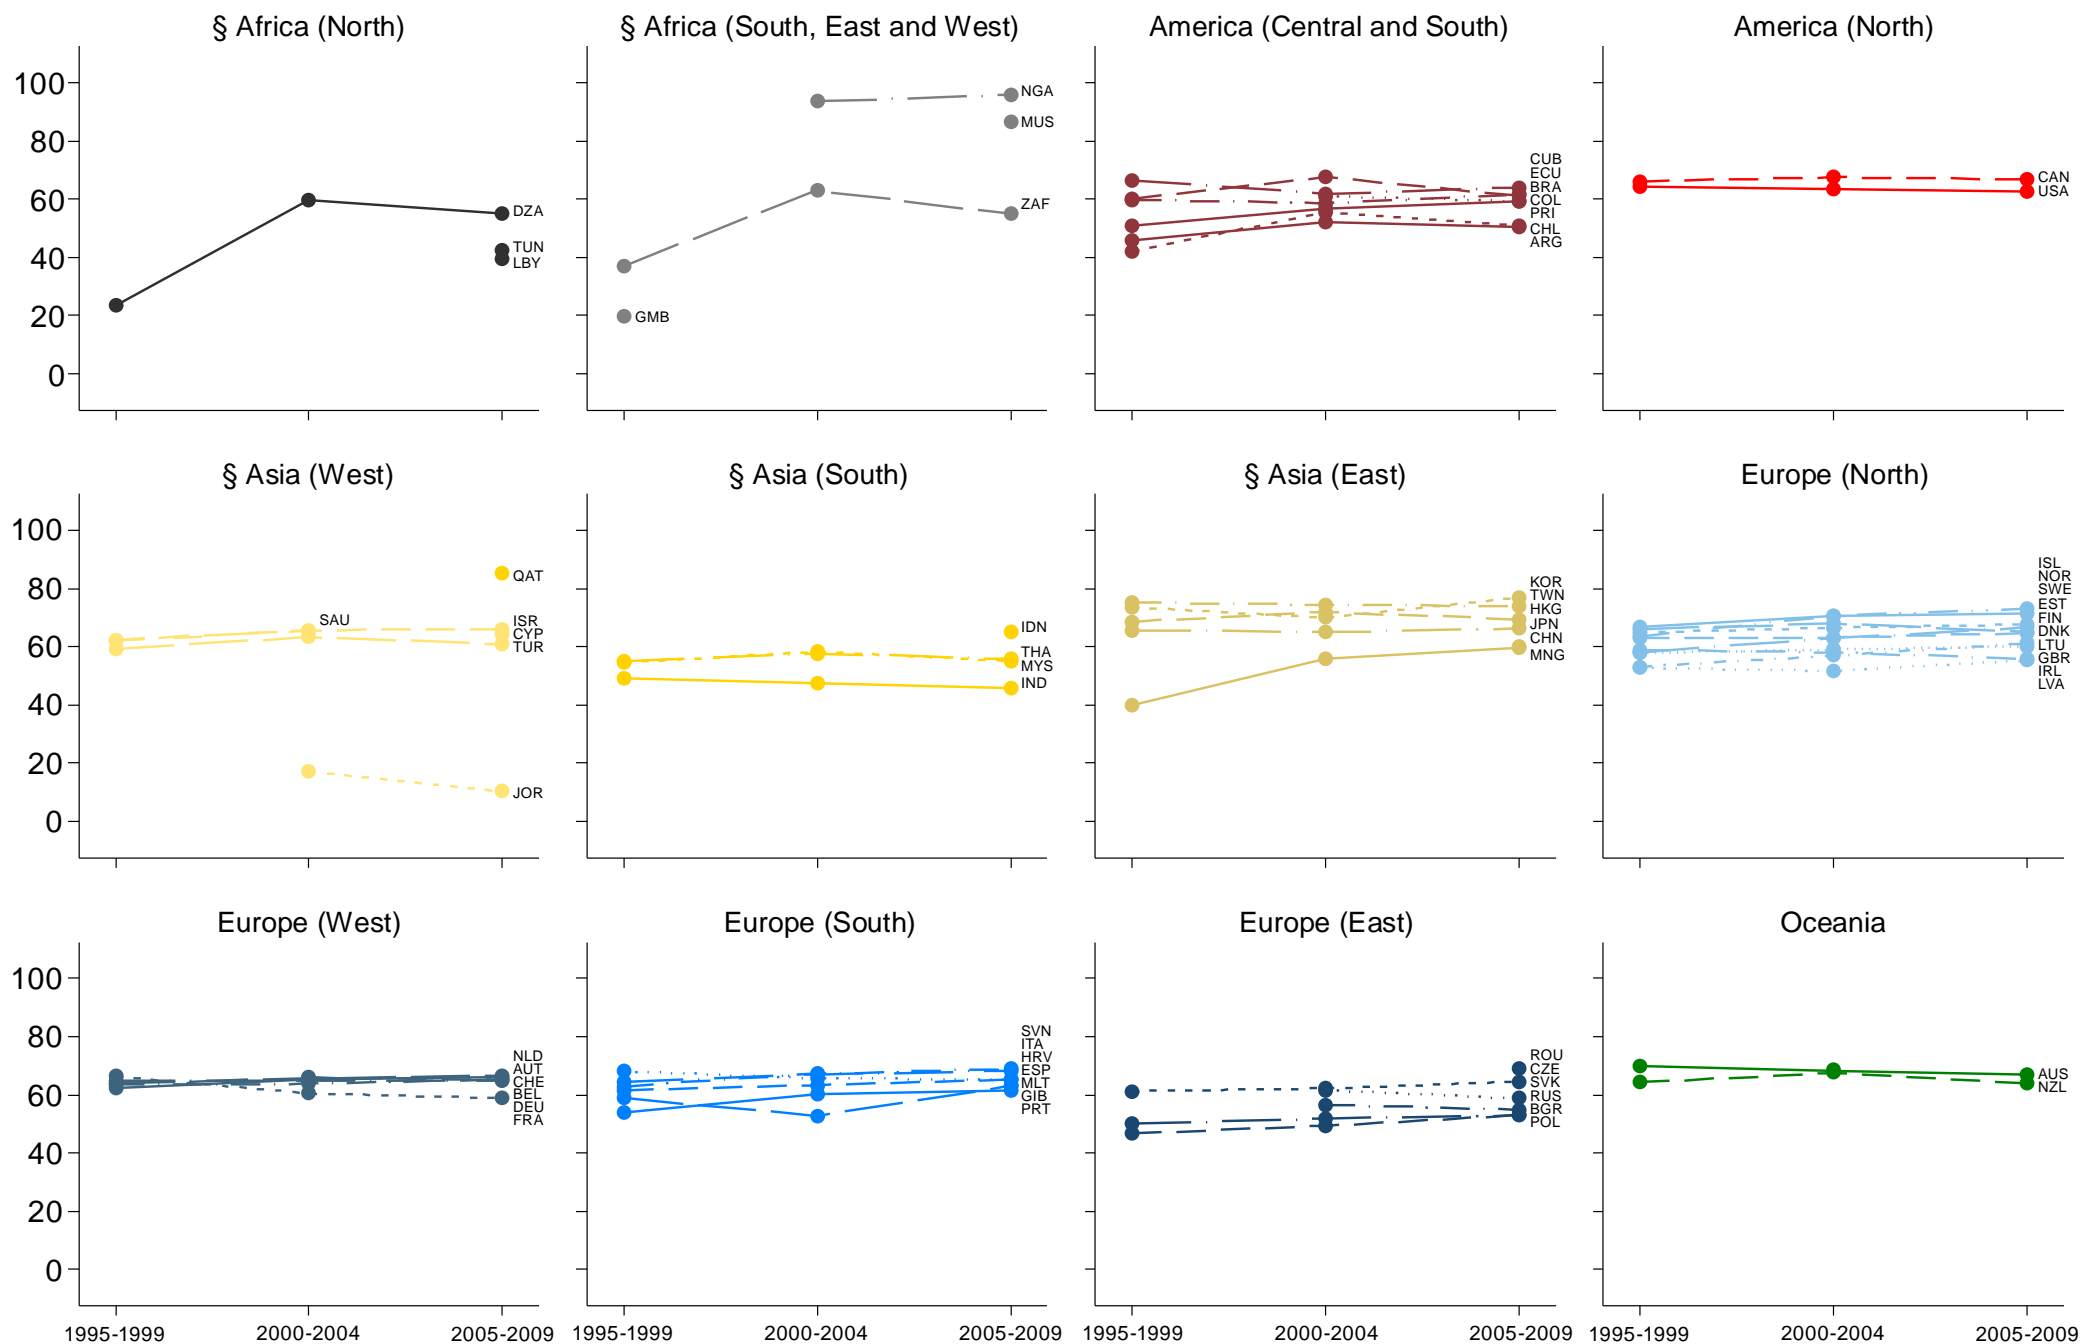 § Africa (North)
§ Africa (South, East and West)
America (Central and South)
America (North)
100
80
60
40
20
0
DZA
TUN
LBY
NGA
MUS
ZAF
GMB
CUB
ECU
BRA
COL
PRI
CHL
ARG
CAN
USA
§ Asia (West)
§ Asia (South)
§ Asia (East)
Europe (North)
100
80
60
40
20
0
QAT
SAU
ISR
CYP
TUR
JOR
IDN
THA
MYS
IND
KOR
TWN
HKG
JPN
CHN
MNG
ISL
NOR
SWE
EST
FIN
DNK
LTU
GBR
IRL
LVA
Europe (West)
Europe (South)
Europe (East)
Oceania
100
80
60
40
20
0
NLD
AUT
CHE
BEL
DEU
FRA
SVN
ITA
HRV
ESP
MLT
GIB
PRT
ROU
CZE
SVK
RUS
BGR
POL
AUS
NZL
1995-1999
2000-2004
2005-2009
1995-1999
2000-2004
2005-2009
1995-1999
2000-2004
2005-2009
1995-1999
2000-2004
2005-2009